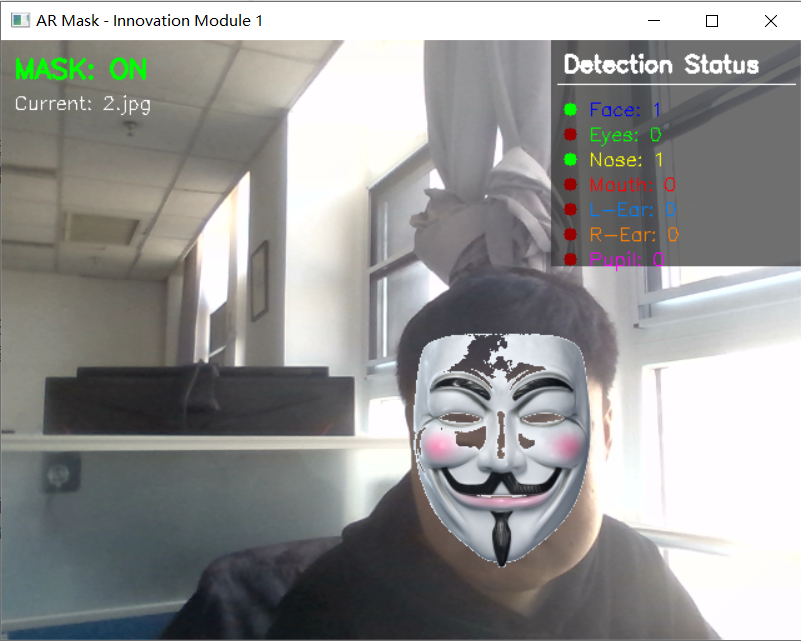 AR Mask - Innovation Module 1
MASK: ON
Current: 2.jpg
Detection Status
Face: 1
Eyes: 0
Nose: 1
Mouth: 0
L-Ear: 0
R-Ear: 0
Pupil: 0